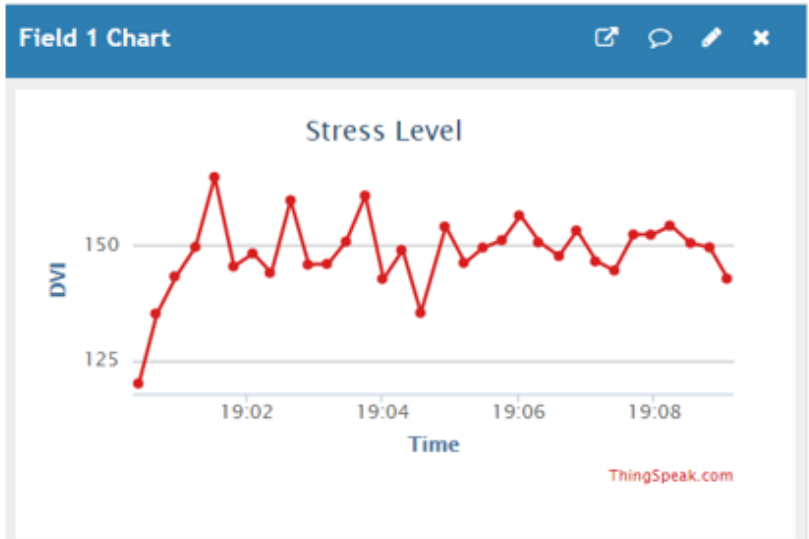 Field 1 Chart
Stress Level
150
125
DVI
19:02 19:04 19:06 19:08
Time
ThingSpeak.com